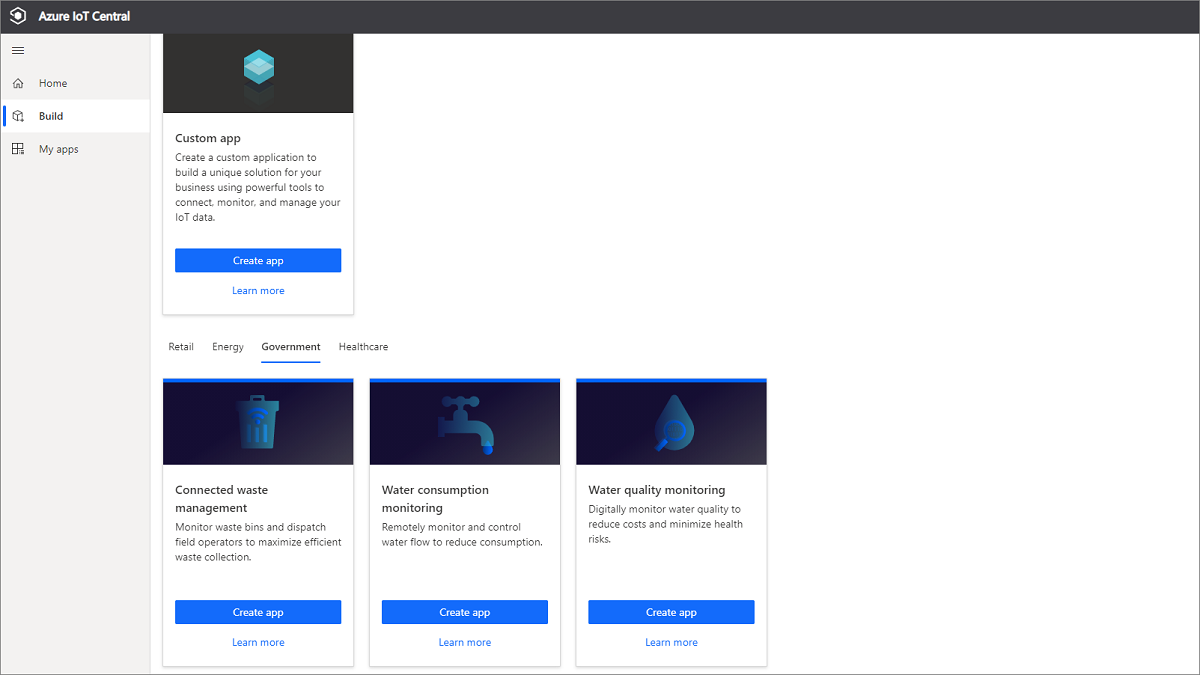 Azure IoT Central
Home
Build
My apps
Custom app
Create a custom application to
build a unique solution for your
business using powerful tools to
connect, monitor, and manage your
IoT data.
Create app
Learn more
Retail Energy Government Healthcare
Connected waste
management
Monitor waste bins and dispatch
field operators to maximize efficient
waste collection.
Create app
Learn more
Water consumption
monitoring
Remotely monitor and control
water flow to reduce consumption.
Create app
Learn more
Water quality monitoring
Digitally monitor water quality to
reduce costs and minimize health
risks.
Create app
Learn more